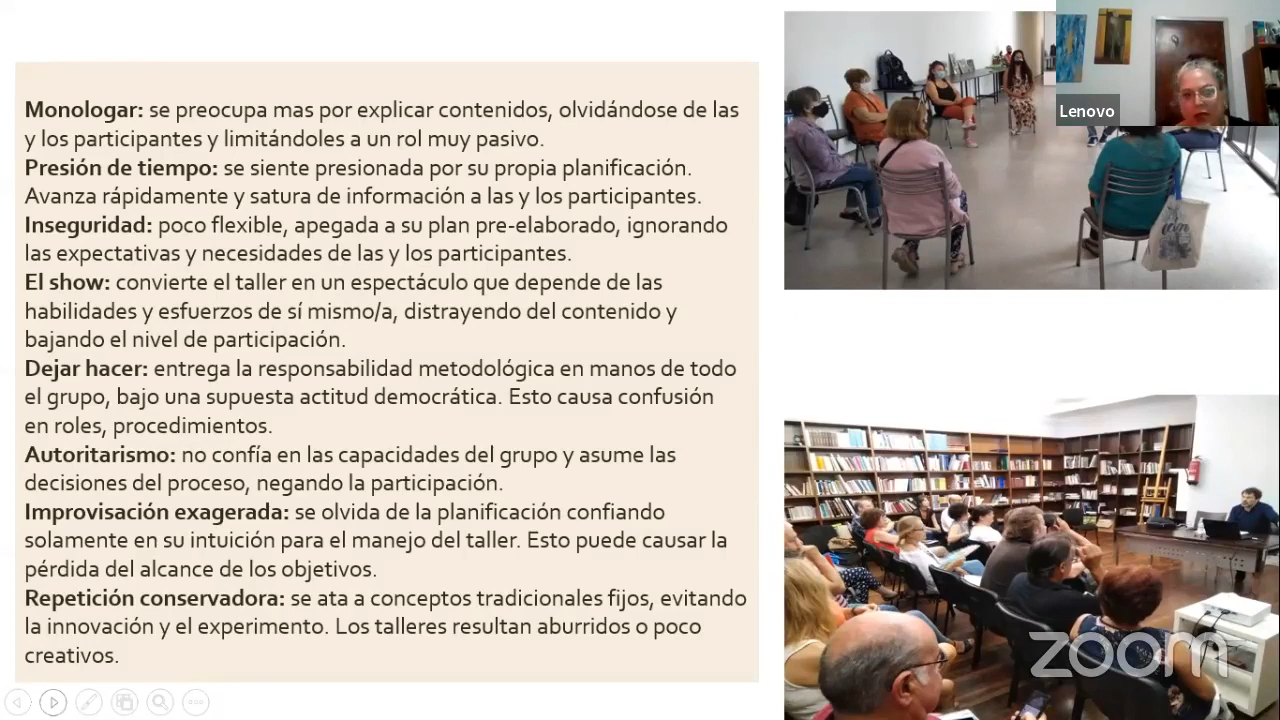 Monologar: se preocupa mas por explicar contenidos, olvidándose de las
y los participantes y limitándoles a un rol muy pasivo.
Presión de tiempo: se siente presionada por su propia planificación.
Avanza rápidamente y satura de información a las y los participantes.
Inseguridad: poco flexible, apegada a su plan pre-elaborado, ignorando
las expectativas y necesidades de las y los participantes.
El show: convierte el taller en un espectáculo que depende de las
habilidades y esfuerzos de sí mismo/a, distrayendo del contenido y
bajando el nivel de participación.
Dejar hacer: entrega la responsabilidad metodológica en manos de todo
el grupo, bajo una supuesta actitud democrática. Esto causa confusión
en roles, procedimientos.
Autoritarismo: no confía en las capacidades del grupo y asume las
decisiones del proceso, negando la participación.
Improvisación exagerada: se olvida de la planificación confiando
solamente en su intuición para el manejo del taller. Esto puede causar la
pérdida del alcance de los objetivos.
Repetición conservadora: se ata a conceptos tradicionales fijos, evitando
la innovación y el experimento. Los talleres resultan aburridos o poco
creativos.
Lenovo
zoom